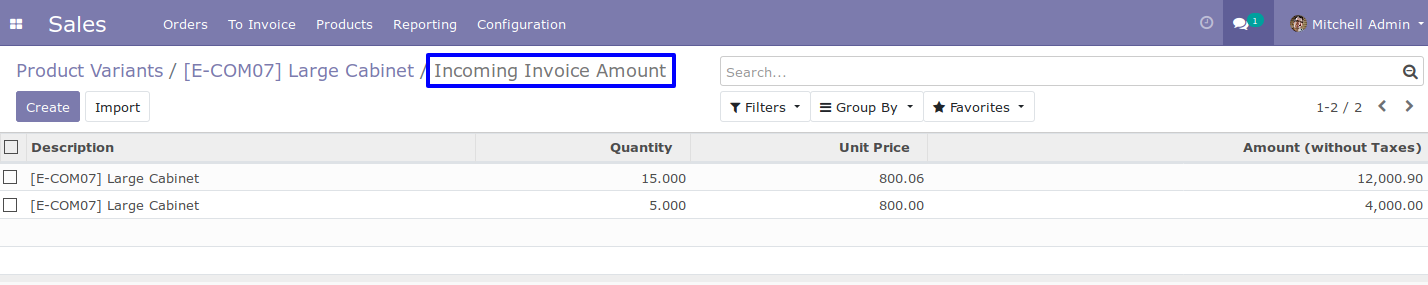 Sales Orders To Invoice Products Reporting Configuration 1 Mitchell Admin
Product Variants / [E-COM07] Large Cabinet / Incoming Invoice Amount Search...
Create Import Filters Group By Favorites 1-2 / 2
Description Quantity Unit Price Amount (without Taxes)
[E-COM07] Large Cabinet 15.000 800.06 12,000.90
[E-COM07] Large Cabinet 5.000 800.00 4,000.00